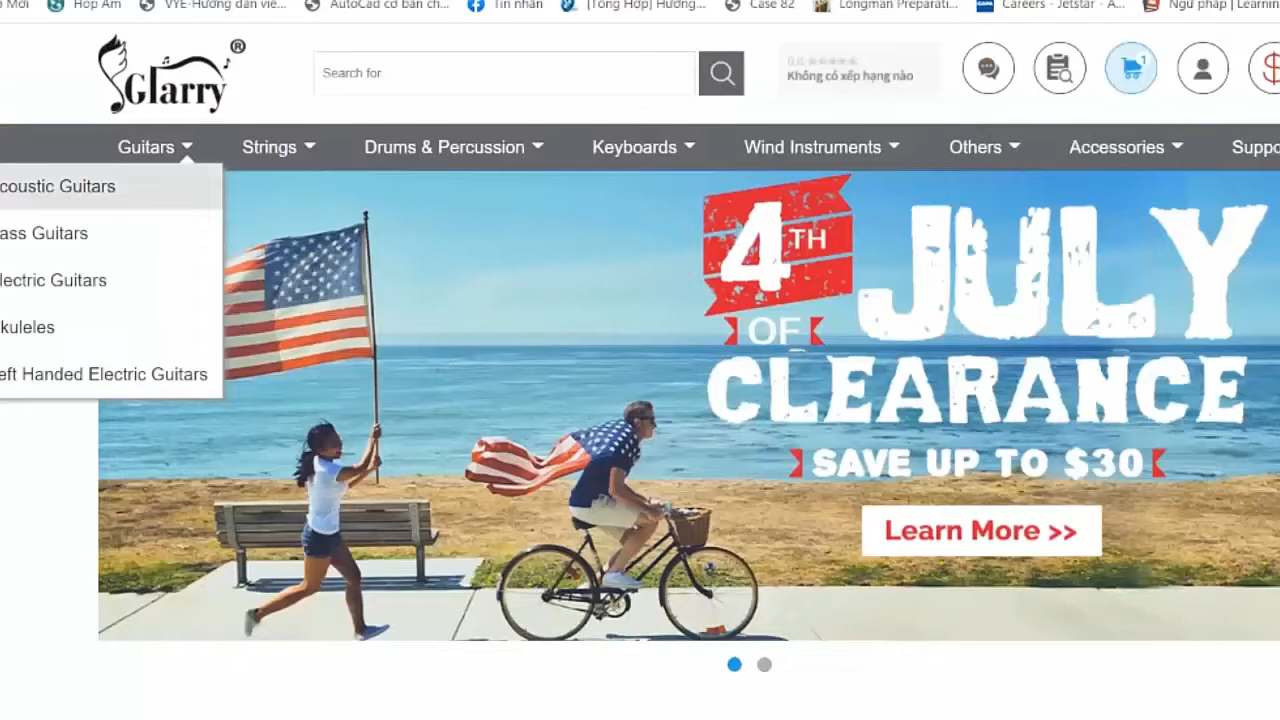 Mới
Hợp Âm
VYE-Hướng dẫn viê...
AutoCad cơ bản ch...
Tin nhắn
[Tổng Hợp] Hướng...
Case 82
Longman Preparati...
Careers - Jetstar - A...
Ngữ pháp | Learnin
Glarry®
Search for
0.0 ★★★★★
Không có xếp hạng nào
1
$
Guitars
Strings
Drums & Percussion
Keyboards
Wind Instruments
Others
Accessories
Suppo
coustic Guitars
ass Guitars
lectric Guitars
kuleles
eft Handed Electric Guitars
4TH
OF
JULY
CLEARANCE
SAVE UP TO $30
Learn More >>